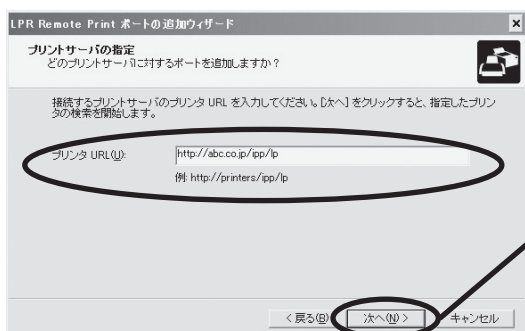 LPR Remote Print ポートの追加ウィザード
プリントサーバの指定
どのプリントサーバに対するポートを追加しますか?
接続するプリントサーバのプリンタ URL を入力してください。[次へ] をクリックすると、指定したプリン
タの検索を開始します。
プリンタ URL(U):
http://abc.co.jp/ipp/lp
例: http://printers/ipp/lp
< 戻る(B)
次へ(N) >
キャンセル